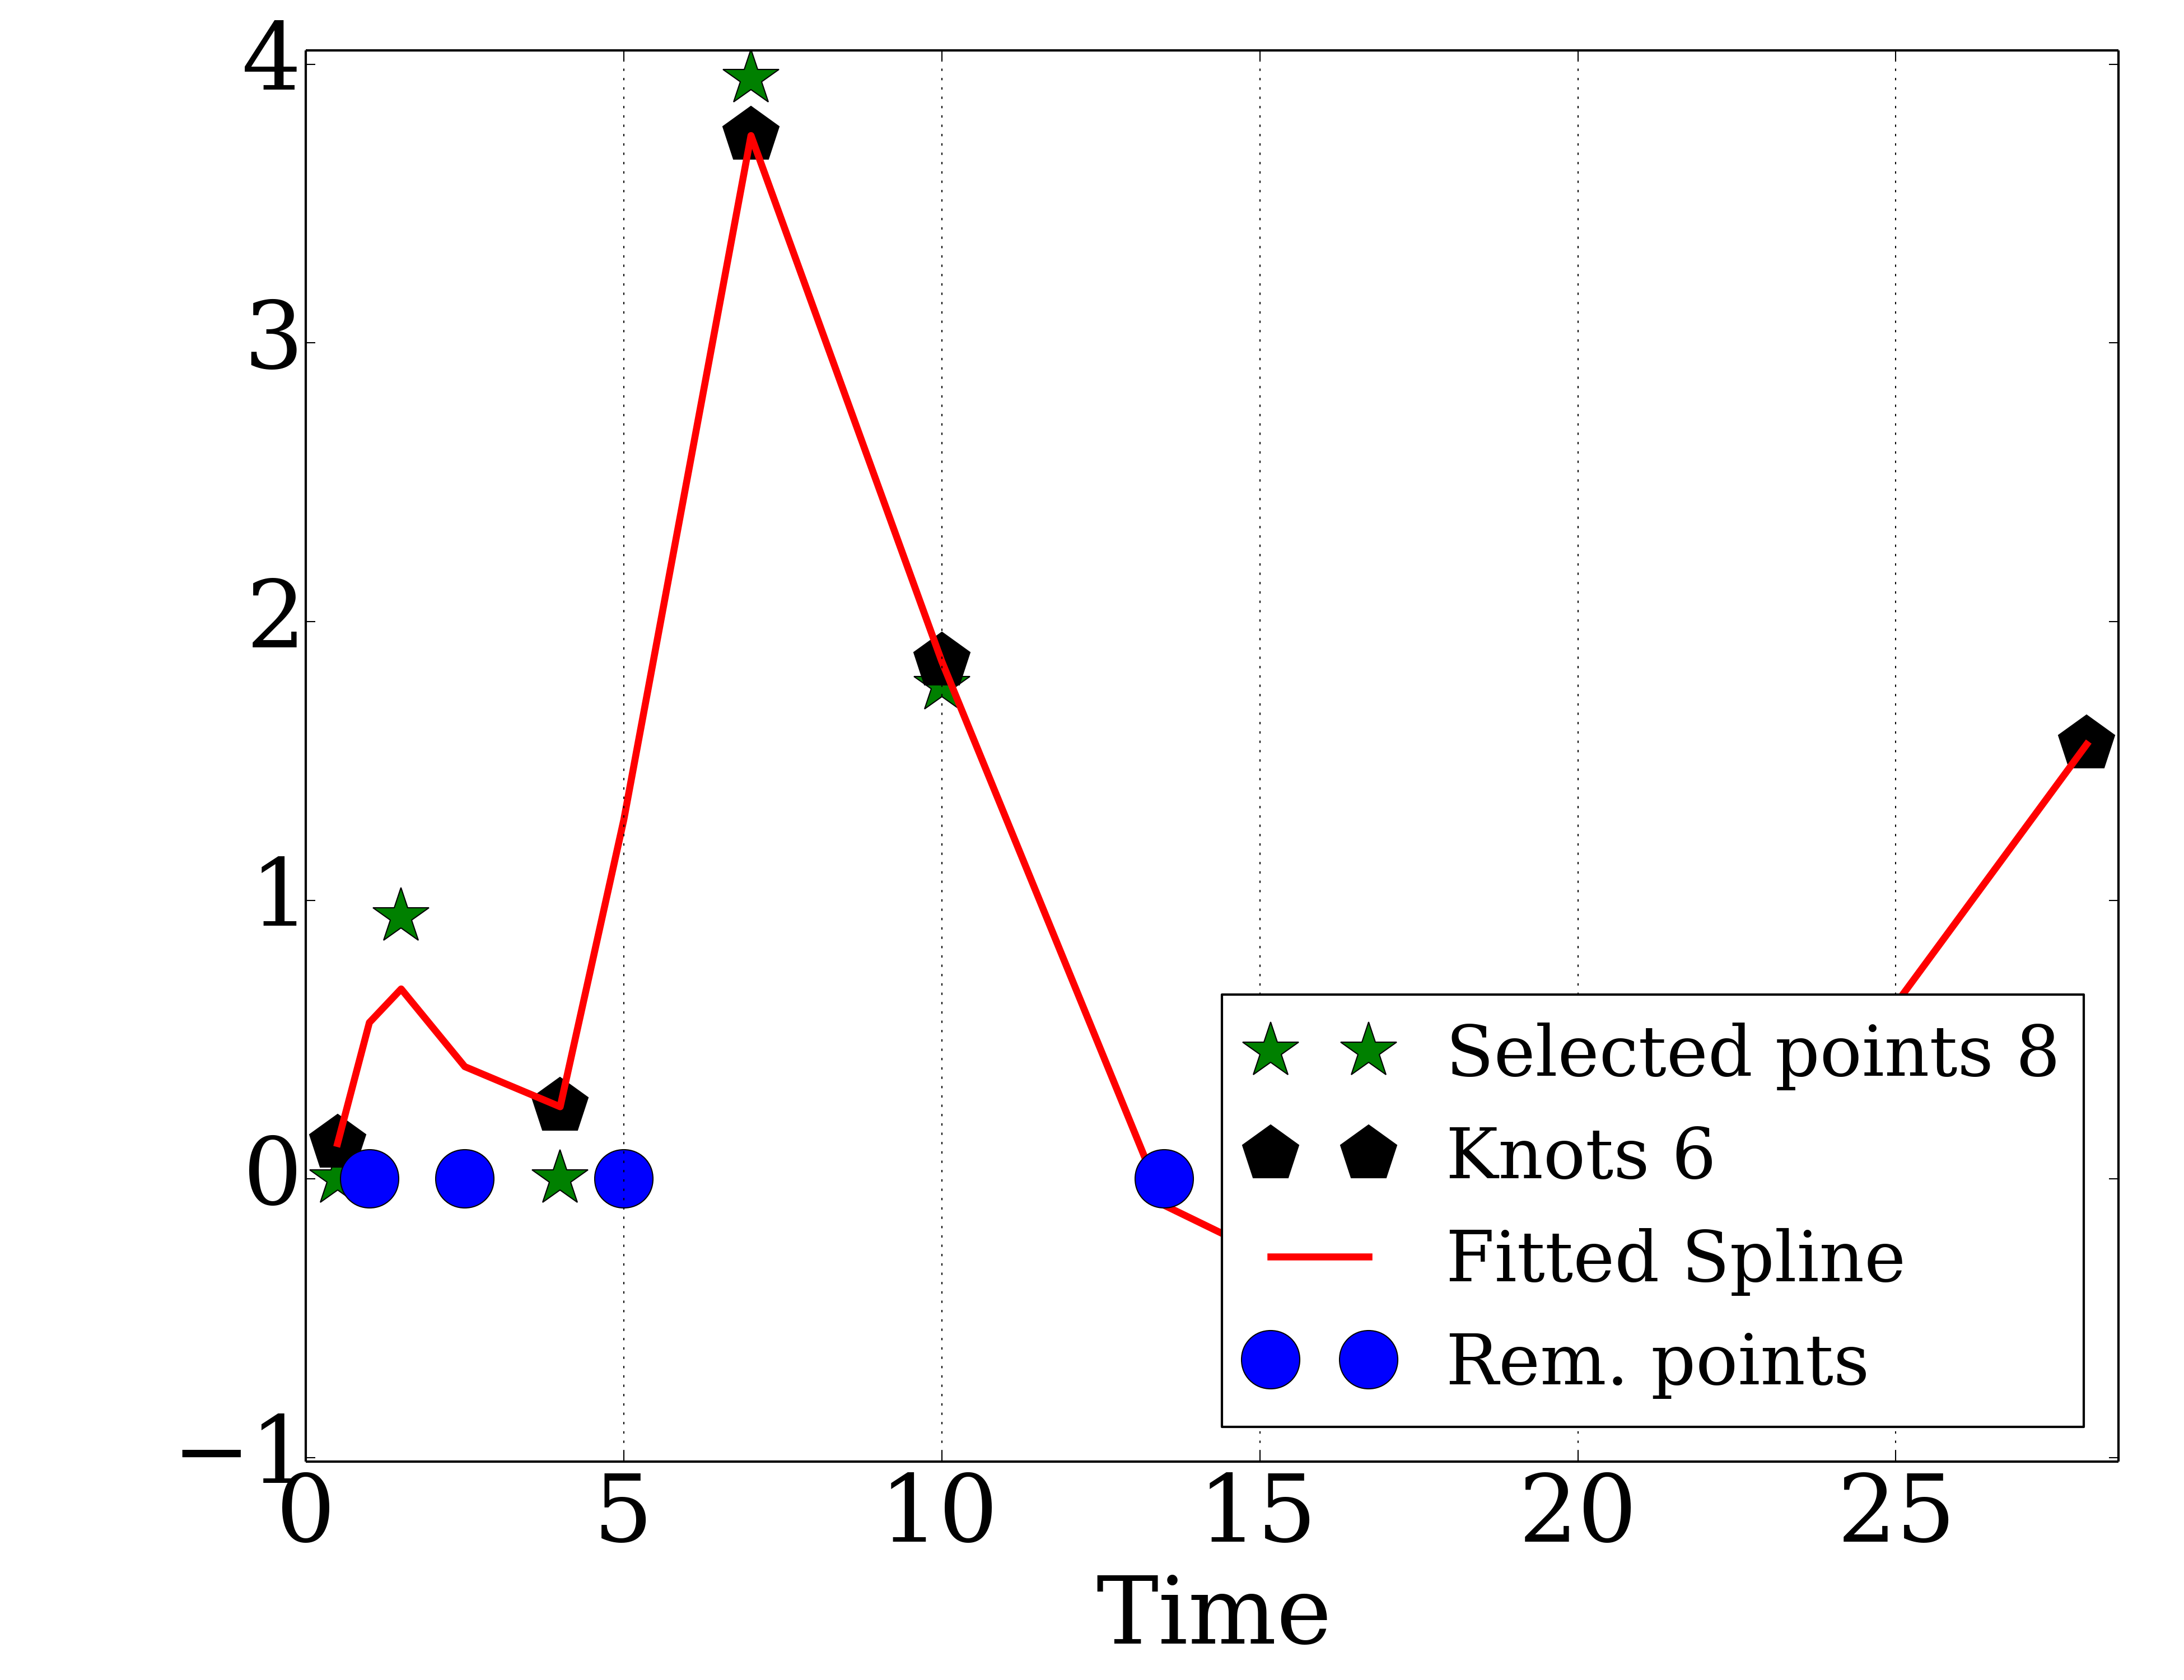 4
3
2
1
0
−1
0 5 10 15 20 25
Time
Selected points 8
Knots 6
Fitted Spline
Rem. points